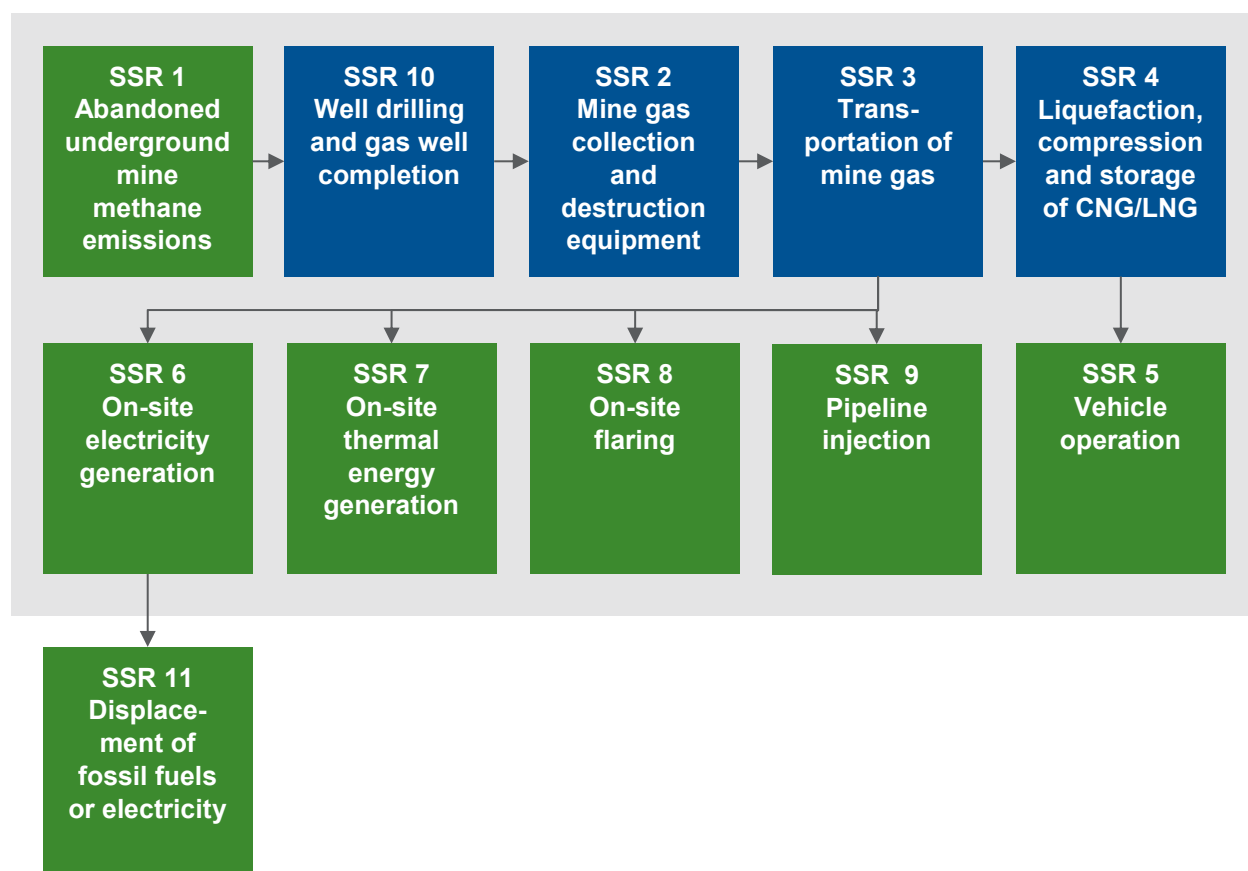 SSR 1
Abandoned
underground
mine
methane
emissions
SSR 10
Well drilling
and gas well
completion
SSR 2
Mine gas
collection
and
destruction
equipment
SSR 3
Trans-
portation of
mine gas
SSR 4
Liquefaction,
compression
and storage
of CNG/LNG
SSR 6
On-site
electricity
generation
SSR 7
On-site
thermal
energy
generation
SSR 8
On-site
flaring
SSR 9
Pipeline
injection
SSR 5
Vehicle
operation
SSR 11
Displace-
ment of
fossil fuels
or electricity